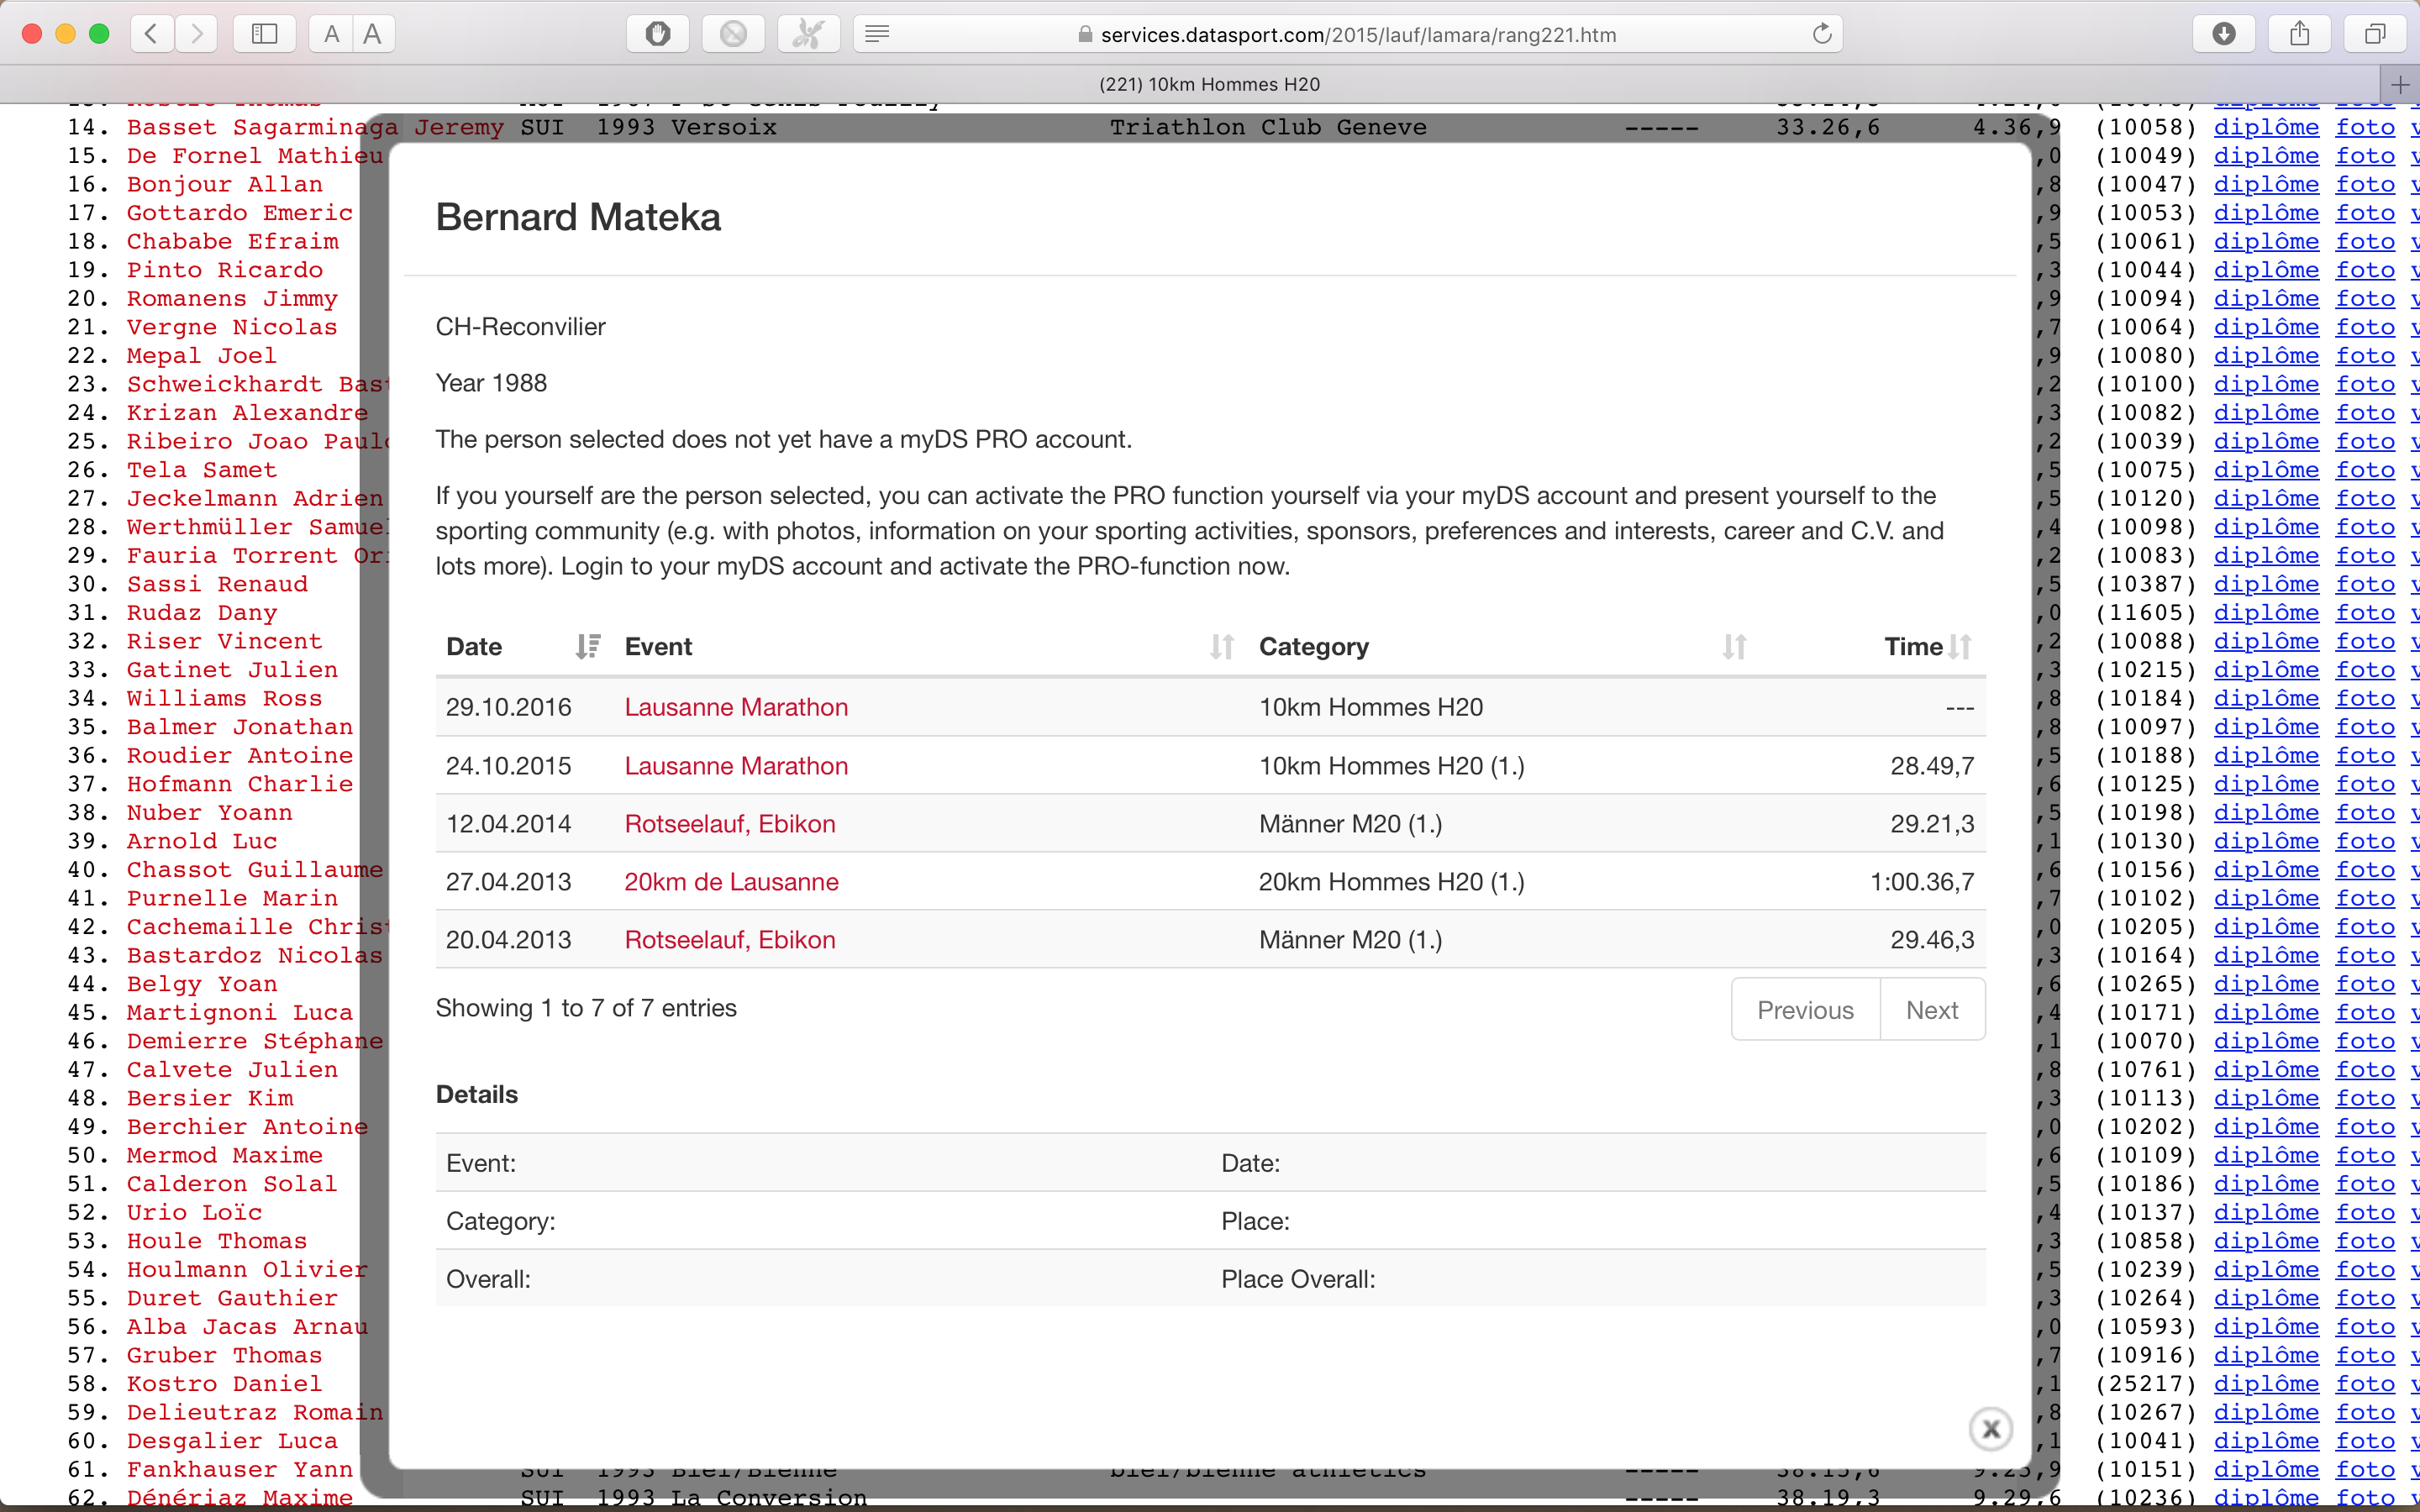 A A
services.datasport.com/2015/lauf/lamara/rang221.htm
(221) 10km Hommes H20
14. Basset Sagarminaga Jeremy SUI 1993 Versoix Triathlon Club Geneve ----- 33.26,6 4.36,9 (10058) diplôme foto
15. De Fornel Mathieu ,0 (10049) diplôme foto
16. Bonjour Allan ,8 (10047) diplôme foto
17. Gottardo Emeric ,9 (10053) diplôme foto
18. Chababe Efraim ,5 (10061) diplôme foto
19. Pinto Ricardo ,3 (10044) diplôme foto
20. Romanens Jimmy ,9 (10094) diplôme foto
21. Vergne Nicolas ,7 (10064) diplôme foto
22. Mepal Joel ,9 (10080) diplôme foto
23. Schweickhardt ,2 (10100) diplôme foto
24. Krizan Alexandre ,3 (10082) diplôme foto
25. Ribeiro Joao ,2 (10039) diplôme foto
26. Tela Samet ,5 (10075) diplôme foto
27. Jeckelmann Adrien ,5 (10120) diplôme foto
28. Werthmüller Samuel ,4 (10098) diplôme foto
29. Fauria Torrent ,2 (10083) diplôme foto
30. Sassi Renaud ,5 (10387) diplôme foto
31. Rudaz Dany ,0 (11605) diplôme foto
32. Riser Vincent ,2 (10088) diplôme foto
33. Gatinet Julien ,3 (10215) diplôme foto
34. Williams Ross ,8 (10184) diplôme foto
35. Balmer Jonathan ,8 (10097) diplôme foto
36. Roudier Antoine ,5 (10188) diplôme foto
37. Hofmann Charlie ,6 (10125) diplôme foto
38. Nuber Yoann ,5 (10198) diplôme foto
39. Arnold Luc ,1 (10130) diplôme foto
40. Chassot Guillaume ,6 (10156) diplôme foto
41. Purnelle Marin ,7 (10102) diplôme foto
42. Cachemaille ,0 (10205) diplôme foto
43. Bastardoz Nicolas ,3 (10164) diplôme foto
44. Belgy Yoan ,6 (10265) diplôme foto
45. Martignoni Luca ,4 (10171) diplôme foto
46. Demierre Stéphane ,1 (10070) diplôme foto
47. Calvete Julien ,8 (10761) diplôme foto
48. Bersier Kim ,3 (10113) diplôme foto
49. Berchier Antoine ,0 (10202) diplôme foto
50. Mermod Maxime ,6 (10109) diplôme foto
51. Calderon Solal ,5 (10186) diplôme foto
52. Urio Loïc ,4 (10137) diplôme foto
53. Houle Thomas ,3 (10858) diplôme foto
54. Houlmann Olivier ,5 (10239) diplôme foto
55. Duret Gauthier ,3 (10264) diplôme foto
56. Alba Jacas Arnau ,0 (10593) diplôme foto
57. Gruber Thomas ,7 (10916) diplôme foto
58. Kostro Daniel ,1 (25217) diplôme foto
59. Delieutraz Romain ,8 (10267) diplôme foto
60. Desgalier Luca ,1 (10041) diplôme foto
61. Fankhauser Yann SUI 1993 Biel/Bienne biel/bienne athletics ----- 38.15,6 9.25,9 (10151) diplôme foto
62. Dénériaz Maxime SUI 1993 La Conversion ----- 38.19,3 9.29,6 (10236) diplôme foto
Bernard Mateka
CH-Reconvilier
Year 1988
The person selected does not yet have a myDS PRO account.
If you yourself are the person selected, you can activate the PRO function yourself via your myDS account and present yourself to the
sporting community (e.g. with photos, information on your sporting activities, sponsors, preferences and interests, career and C.V. and
lots more). Login to your myDS account and activate the PRO-function now.
Date Event Category Time
29.10.2016 Lausanne Marathon 10km Hommes H20 ---
24.10.2015 Lausanne Marathon 10km Hommes H20 (1.) 28.49,7
12.04.2014 Rotseelauf, Ebikon Männer M20 (1.) 29.21,3
27.04.2013 20km de Lausanne 20km Hommes H20 (1.) 1:00.36,7
20.04.2013 Rotseelauf, Ebikon Männer M20 (1.) 29.46,3
Showing 1 to 7 of 7 entries
Previous Next
Details
Event: Date:
Category: Place:
Overall: Place Overall:
x